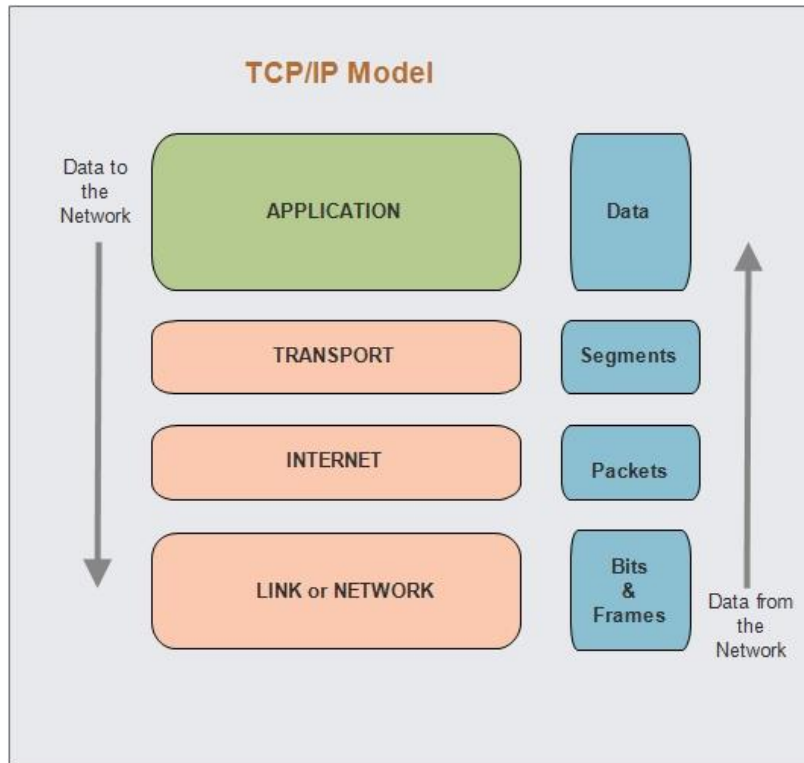 TCP/IP Model
Data to
the
Network
APPLICATION
Data
TRANSPORT
Segments
INTERNET
Packets
LINK or NETWORK
Bits
&
Frames
Data from
the
Network